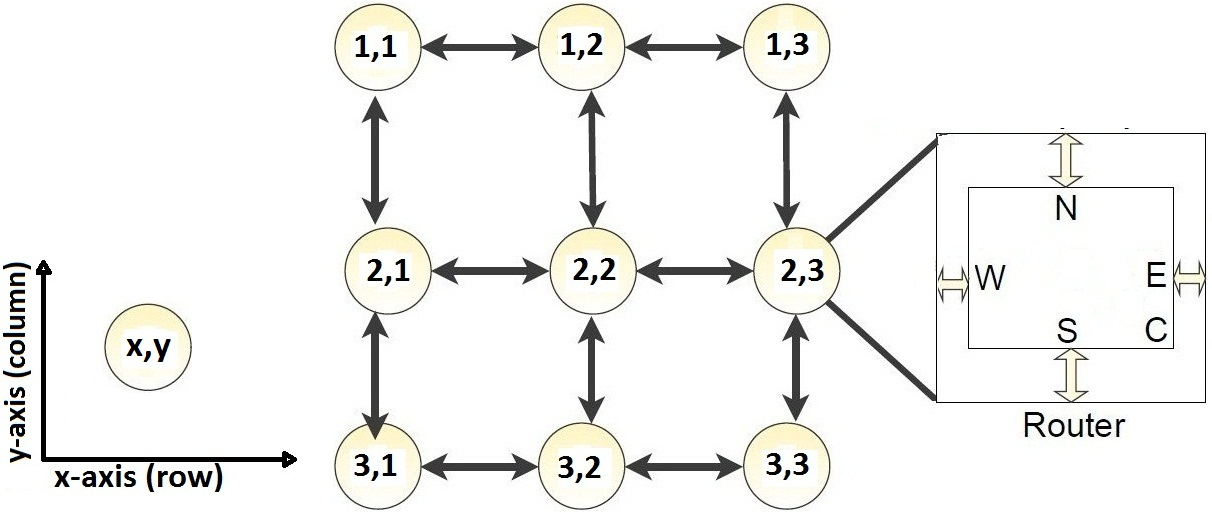 1,1 1,2 1,3
N
2,1 2,2 2,3 W E
S C
x,y
Router
y-axis (column)
3,1 3,2 3,3
x-axis (row)